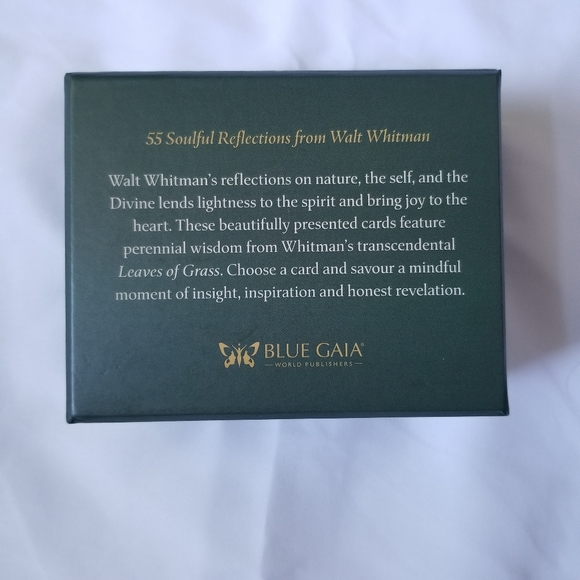 55 Soulful Reflections from Walt Whitman
Walt Whitman's reflections on nature, the self, and the
Divine lends lightness to the spirit and bring joy to the
heart. These beautifully presented cards feature
perennial wisdom from Whitman's transcendental
Leaves of Grass. Choose a card and savour a mindful
moment of insight, inspiration and honest revelation.
BLUE GAIA®
WORLD PUBLISHERS